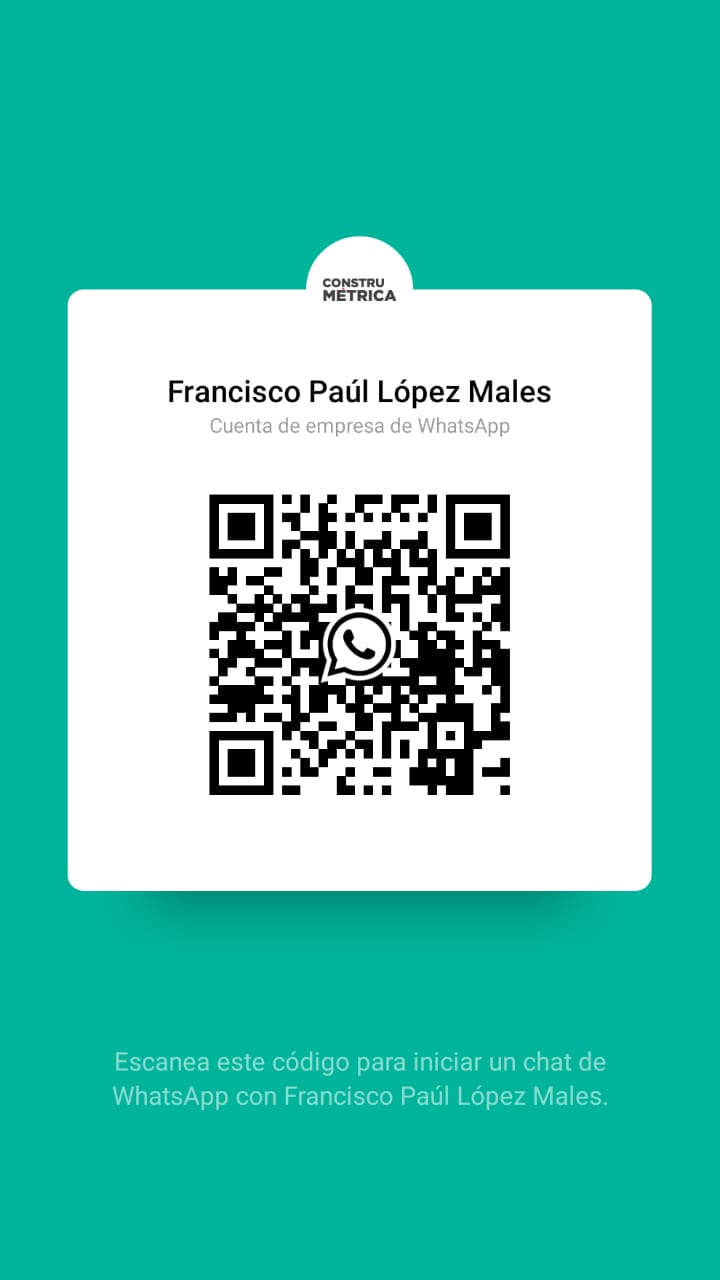 CONSTRU
MÉTRICA
Francisco Paúl López Males
Cuenta de empresa de WhatsApp
Escanea este código para iniciar un chat de
WhatsApp con Francisco Paúl López Males.